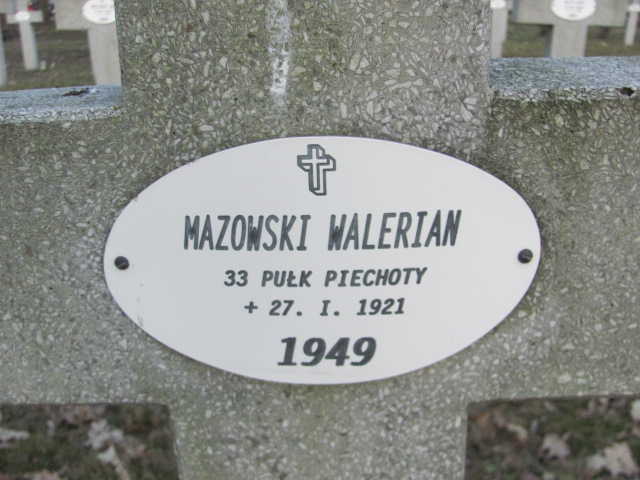 MAZOWSKI WALERIAN
33 PUŁK PIECHOTY
+ 27. I. 1921
1949